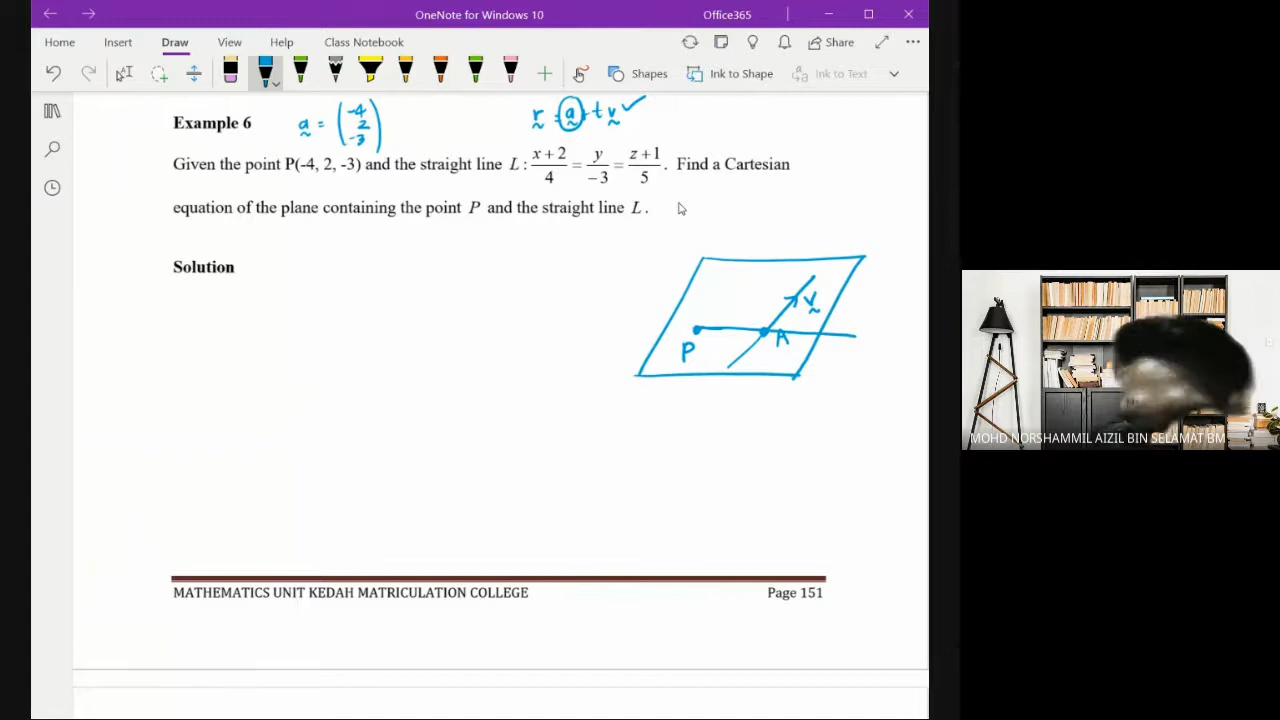 OneNote for Windows 10
Office365
Home Insert Draw View Help Class Notebook
Share
Shapes Ink to Shape Ink to Text
Example 6
a = (-4 2 -3)
r = a + t v ✓
Given the point P(-4, 2, -3) and the straight line L : (x + 2)/4 = y/−3 = (z + 1)/5 . Find a Cartesian
equation of the plane containing the point P and the straight line L .
Solution
v
A
P
MATHEMATICS UNIT KEDAH MATRICULATION COLLEGE
Page 151
MOHD NORSHAMMIL AIZIL BIN SELAMAT BM